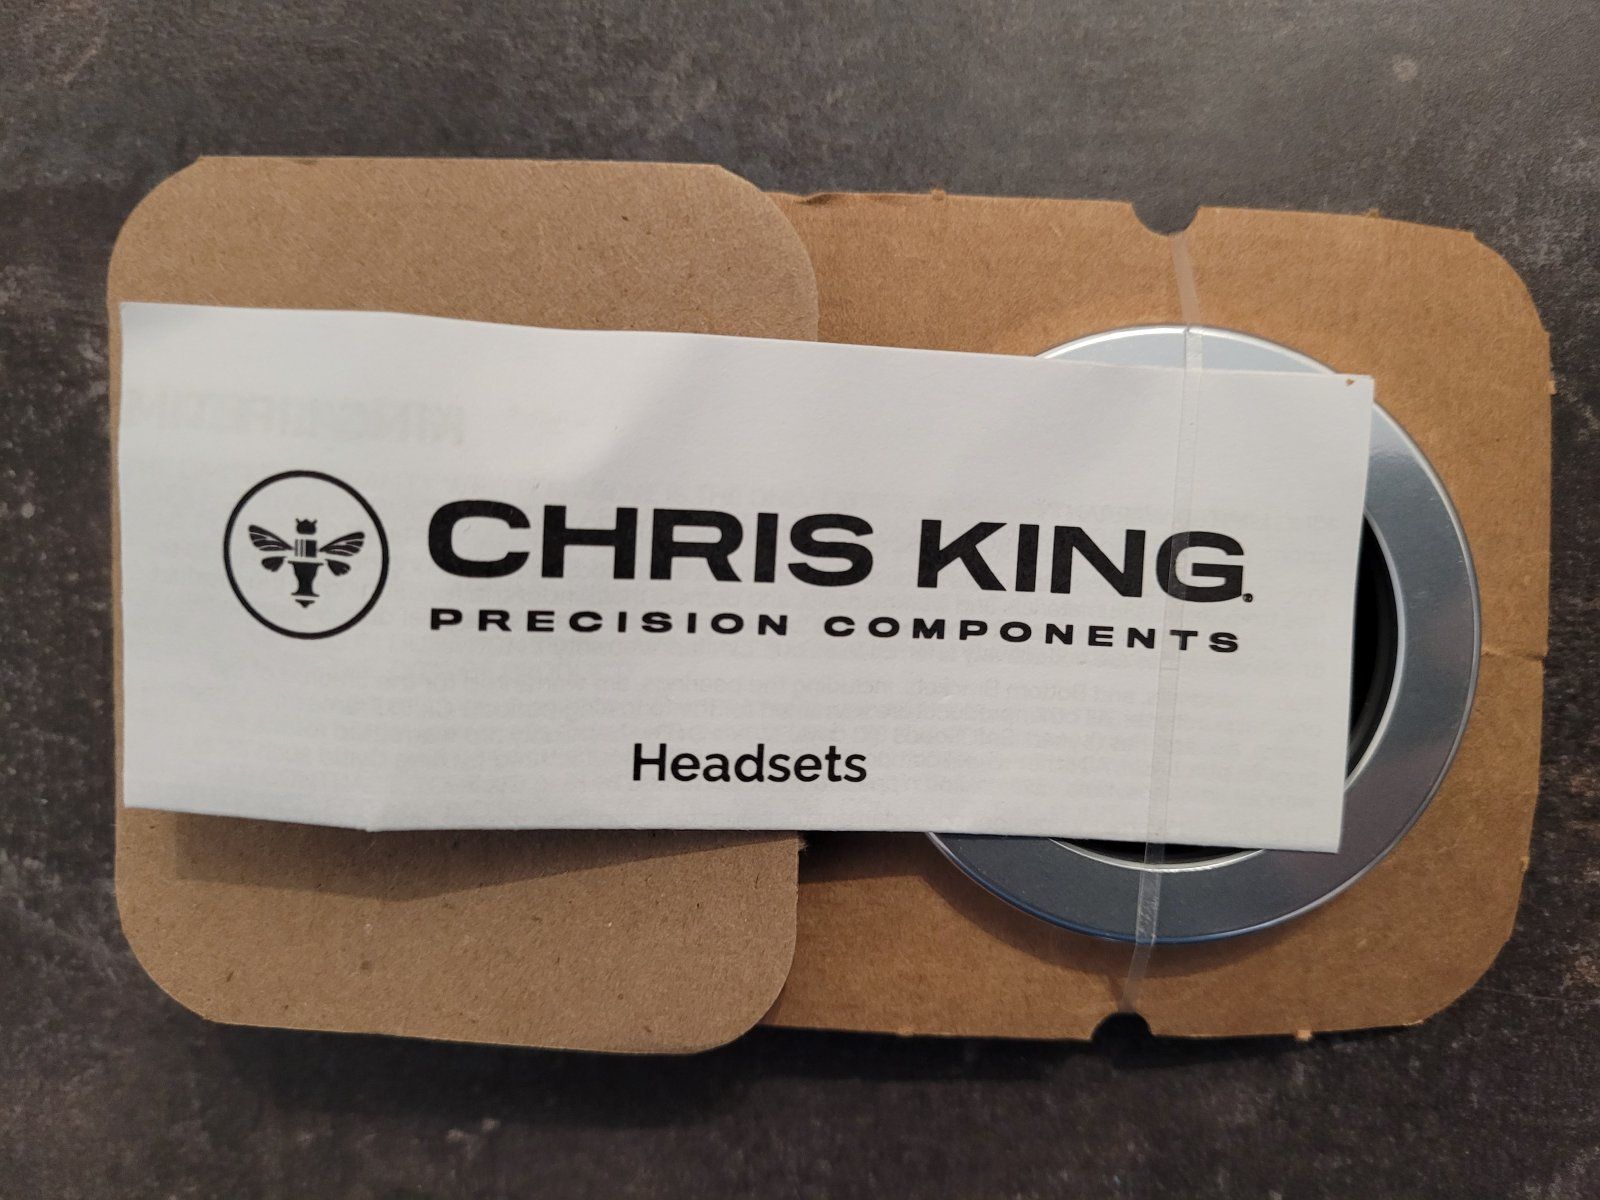 CHRIS KING
PRECISION COMPONENTS
Headsets